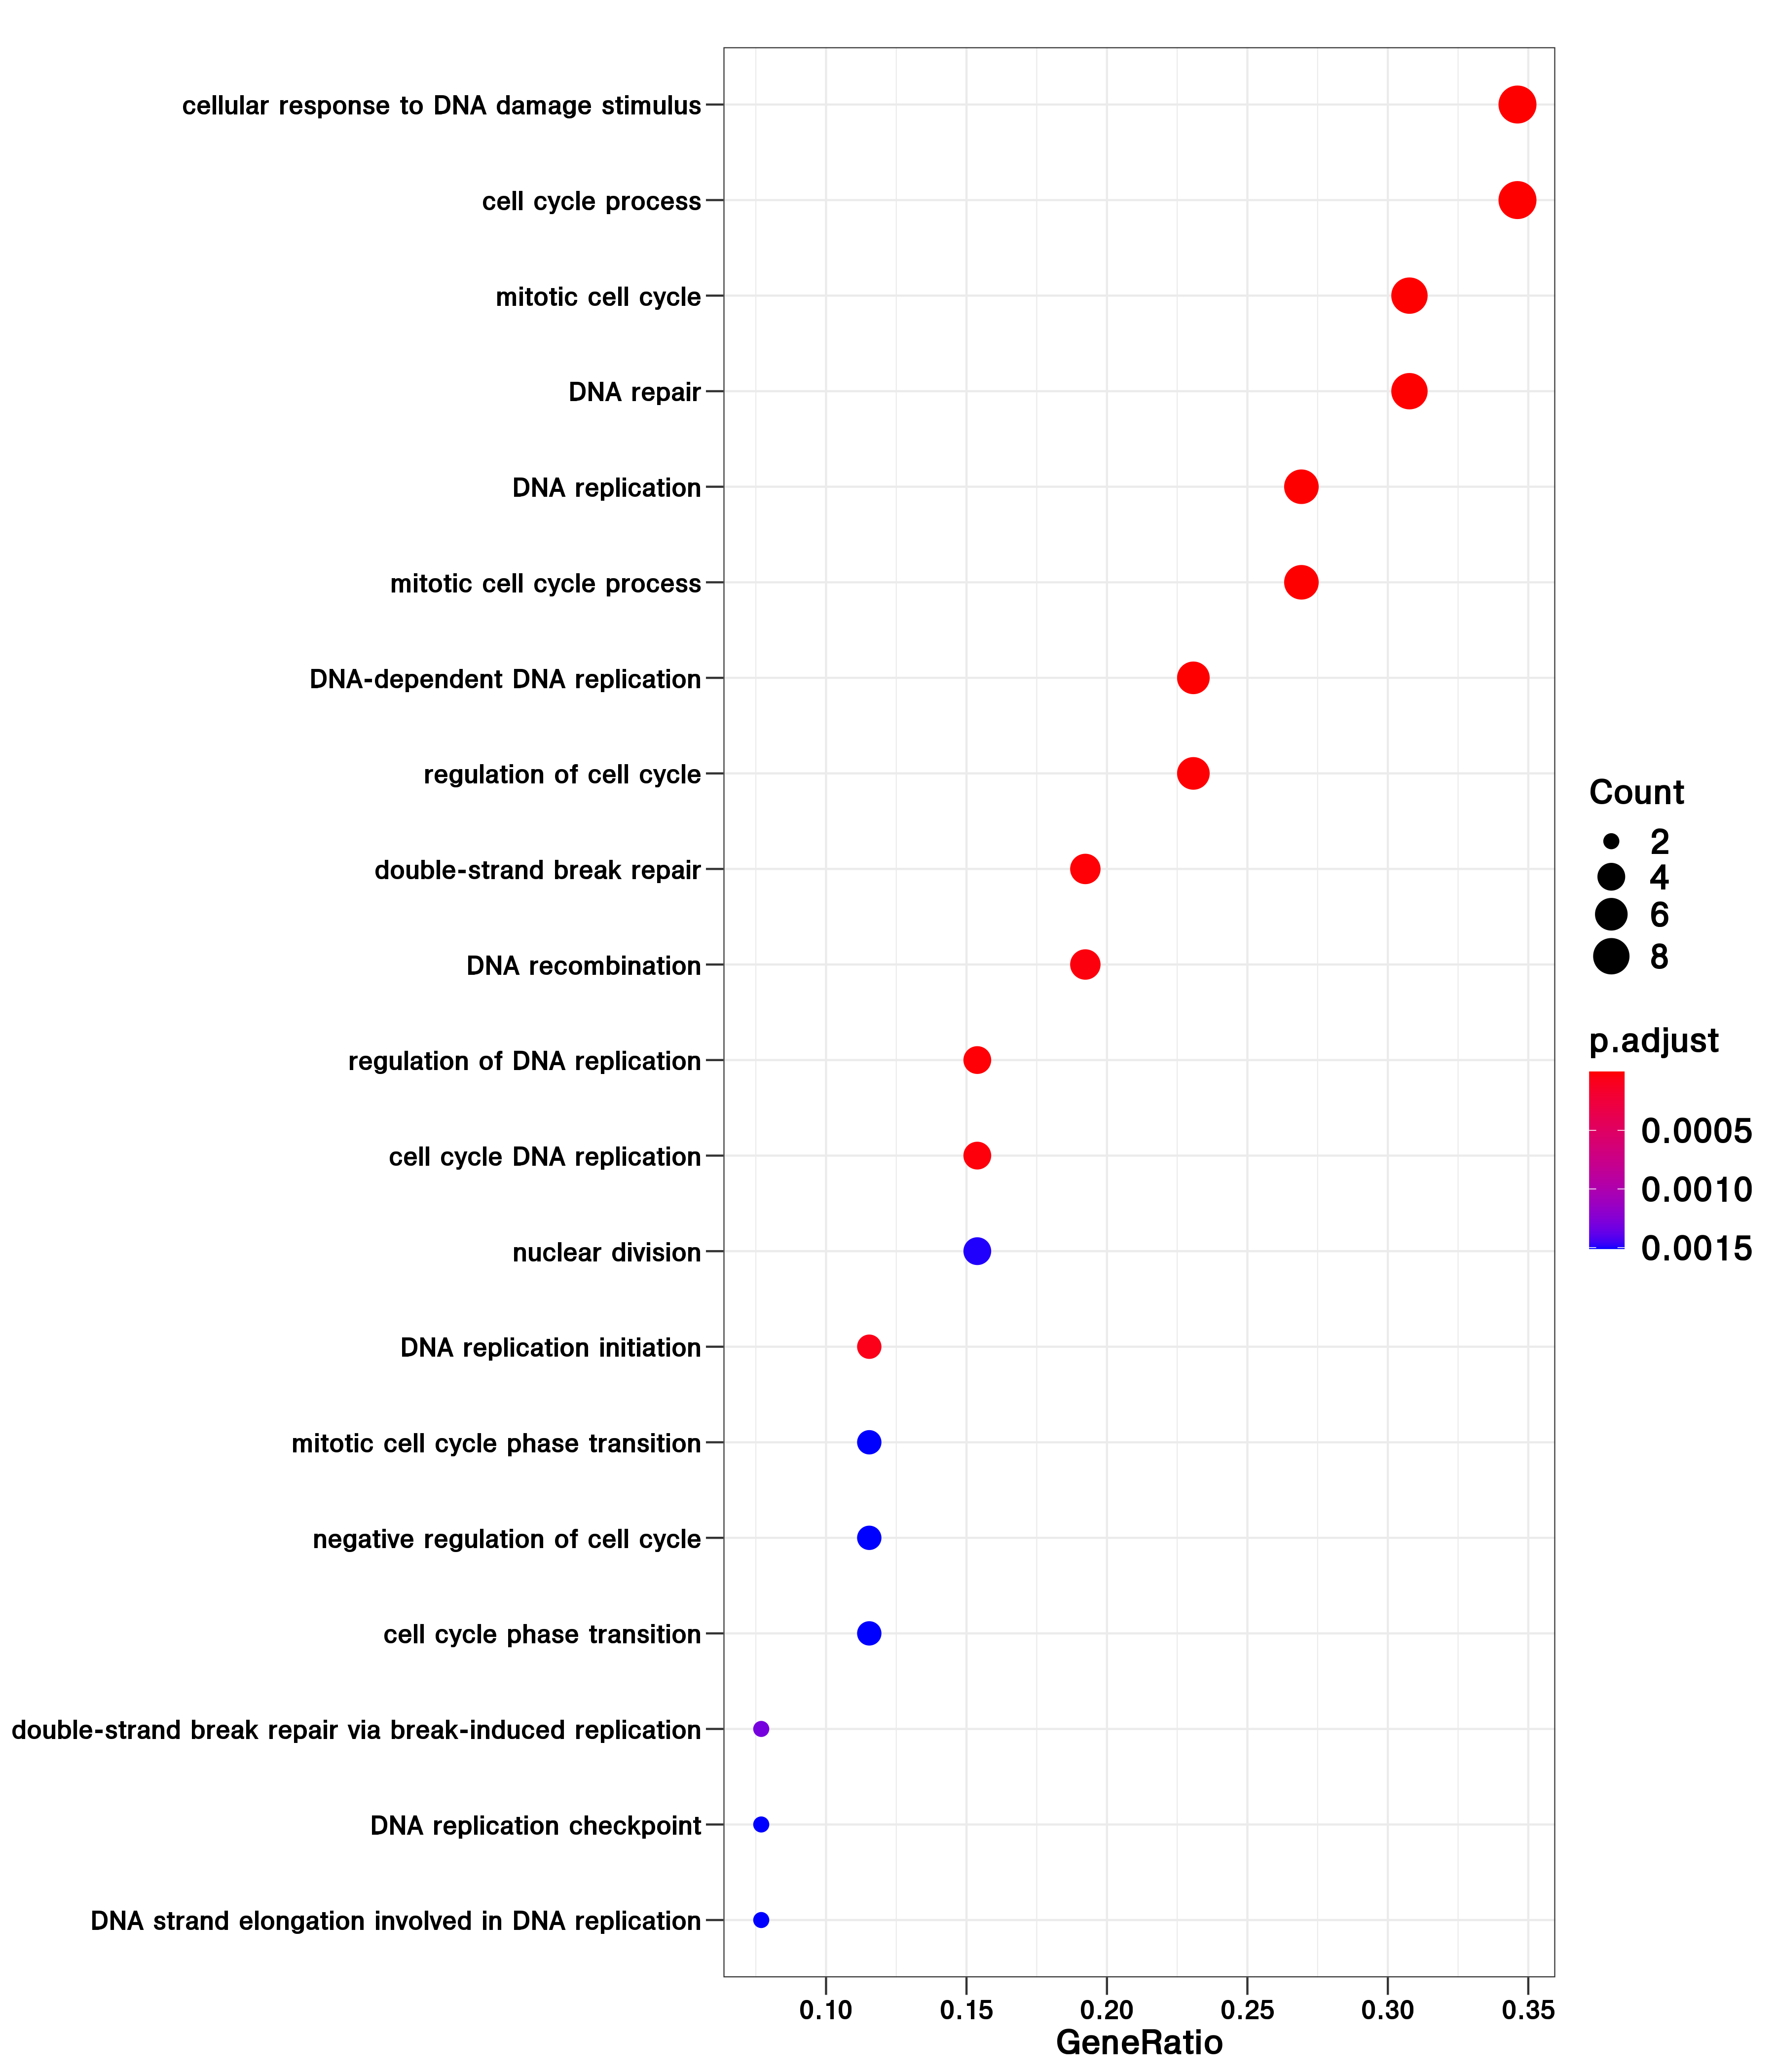 cellular response to DNA damage stimulus
cell cycle process
mitotic cell cycle
DNA repair
DNA replication
mitotic cell cycle process
DNA-dependent DNA replication
regulation of cell cycle
double-strand break repair
DNA recombination
regulation of DNA replication
cell cycle DNA replication
nuclear division
DNA replication initiation
mitotic cell cycle phase transition
negative regulation of cell cycle
cell cycle phase transition
double-strand break repair via break-induced replication
DNA replication checkpoint
DNA strand elongation involved in DNA replication
0.10 0.15 0.20 0.25 0.30 0.35
GeneRatio
Count
2
4
6
8
p.adjust
0.0005
0.0010
0.0015